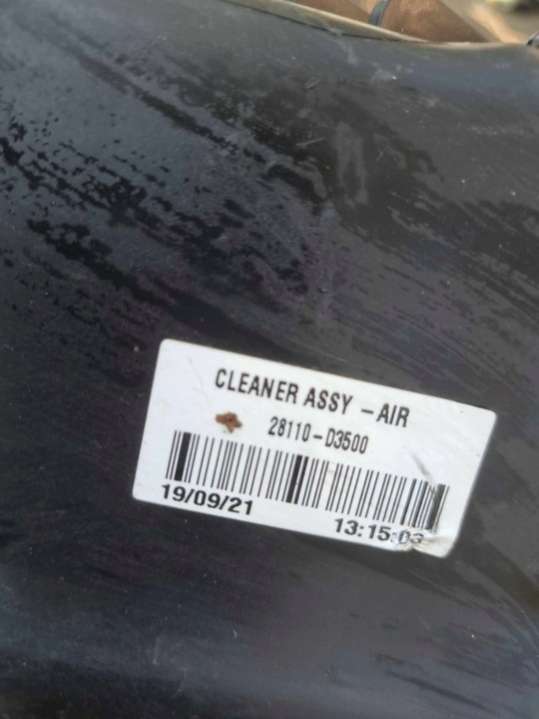 CLEANER ASSY - AIR
28110-D3500
19/09/21
13:15:03